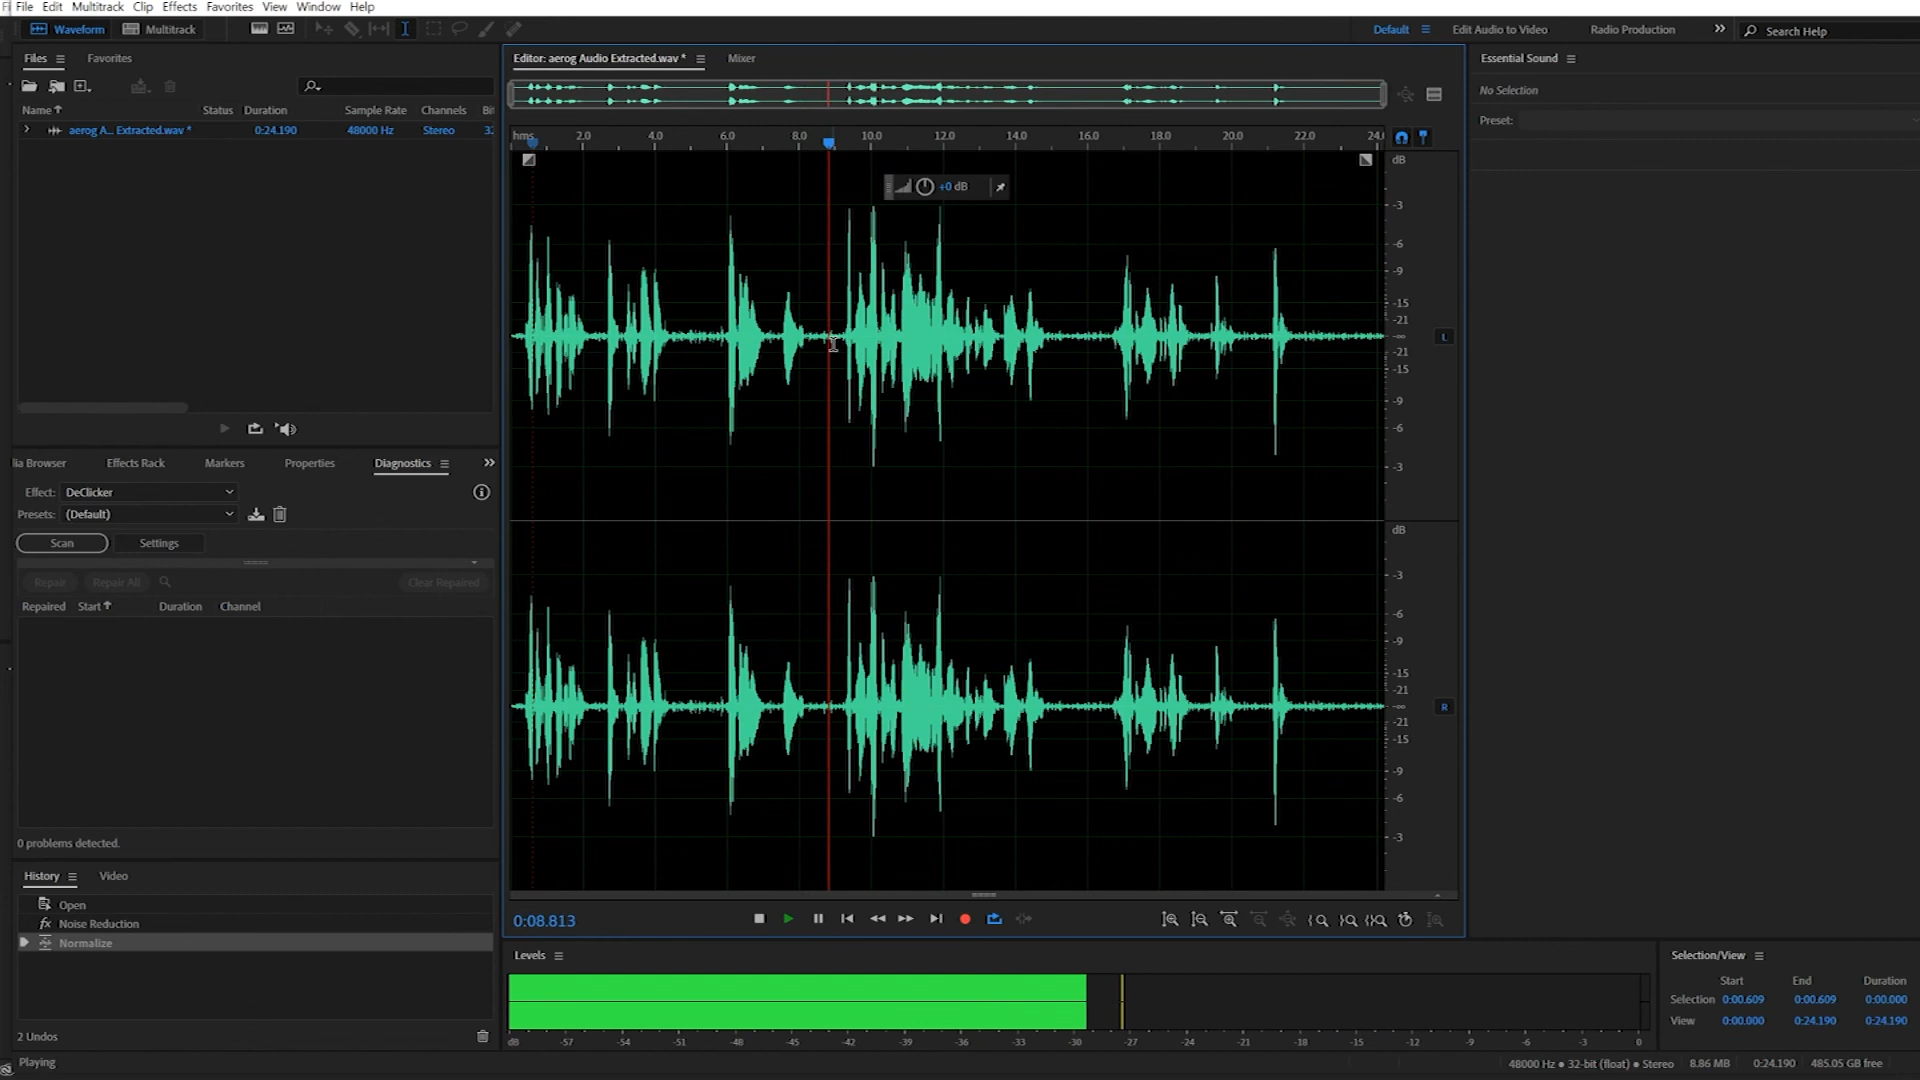 File Edit Multitrack Clip Effects Favorites View Window Help
Waveform Multitrack Default Edit Audio to Video Radio Production Search Help
Files Favorites
Name Status Duration Sample Rate Channels Bi
aerog A... Extracted.wav * 0:24.190 48000 Hz Stereo 32
Editor: aerog Audio Extracted.wav * Mixer
hms 2.0 4.0 6.0 8.0 10.0 12.0 14.0 16.0 18.0 20.0 22.0 24.
+0 dB
dB
-3
-6
-9
-15
-21
-∞
-21
-15
-9
-6
-3
L
dB
-3
-6
-9
-15
-21
-∞
-21
-15
-9
-6
-3
R
Essential Sound
No Selection
Preset:
ia Browser Effects Rack Markers Properties Diagnostics
Effect: DeClicker
Presets: (Default)
Scan Settings
Repair Repair All Clear Repaired
Repaired Start Duration Channel
0 problems detected.
History Video
Open
fx Noise Reduction
Normalize
2 Undos
Playing
0:08.813
Levels
dB -57 -54 -51 -48 -45 -42 -39 -36 -33 -30 -27 -24 -21 -18 -15 -12 -9 -6 -3 0
Selection/View
Start End Duration
Selection 0:00.609 0:00.609 0:00.000
View 0:00.000 0:24.190 0:24.190
48000 Hz ● 32-bit (float) ● Stereo 8.86 MB 0:24.190 485.05 GB free